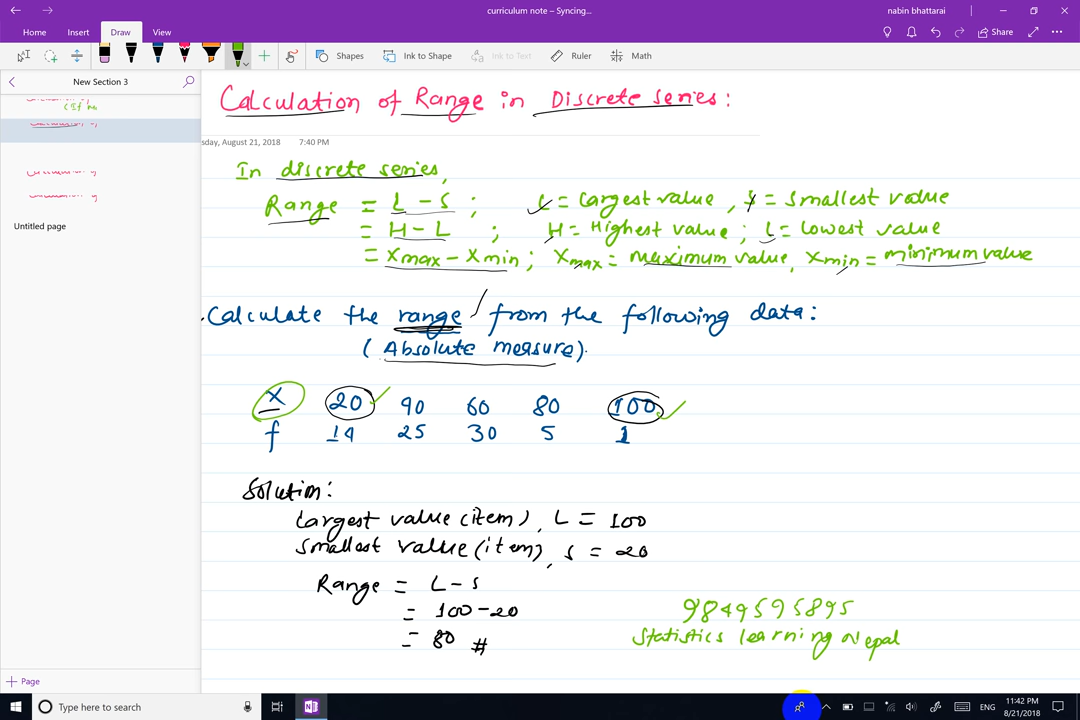 curriculum note – Syncing...
nabin bhattarai
Home Insert Draw View
Share
Shapes Ink to Shape Ink to Text Ruler Math
New Section 3
Calculation of Range in Discrete series:
sday, August 21, 2018 7:40 PM
Untitled page
In discrete series,
Range = L - S ; L = Largest value, S = Smallest value
= H - L ; H = Highest value ; L = Lowest value
= Xmax - Xmin ; Xmax = maximum value, Xmin = minimum value
Calculate the range from the following data:
(Absolute measure).
X 20 40 60 80 100
f 14 25 30 5 1
Solution:
Largest value (item), L = 100
Smallest value (item), S = 20
Range = L - S
= 100 - 20
= 80 #
9849595895
Statistics learning Nepal
+ Page
Type here to search
ENG
11:42 PM
8/21/2018